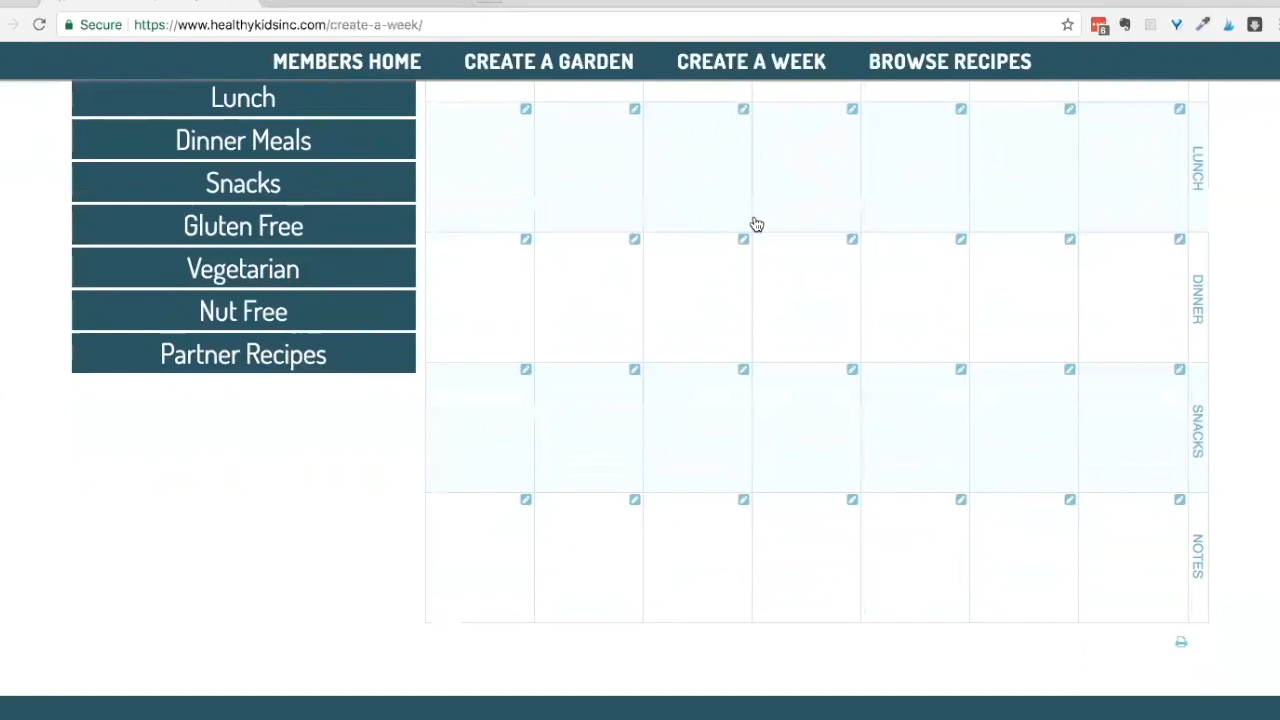 Secure https://www.healthykidsinc.com/create-a-week/
6
MEMBERS HOME CREATE A GARDEN CREATE A WEEK BROWSE RECIPES
Lunch
Dinner Meals
Snacks
Gluten Free
Vegetarian
Nut Free
Partner Recipes
LUNCH
DINNER
SNACKS
NOTES